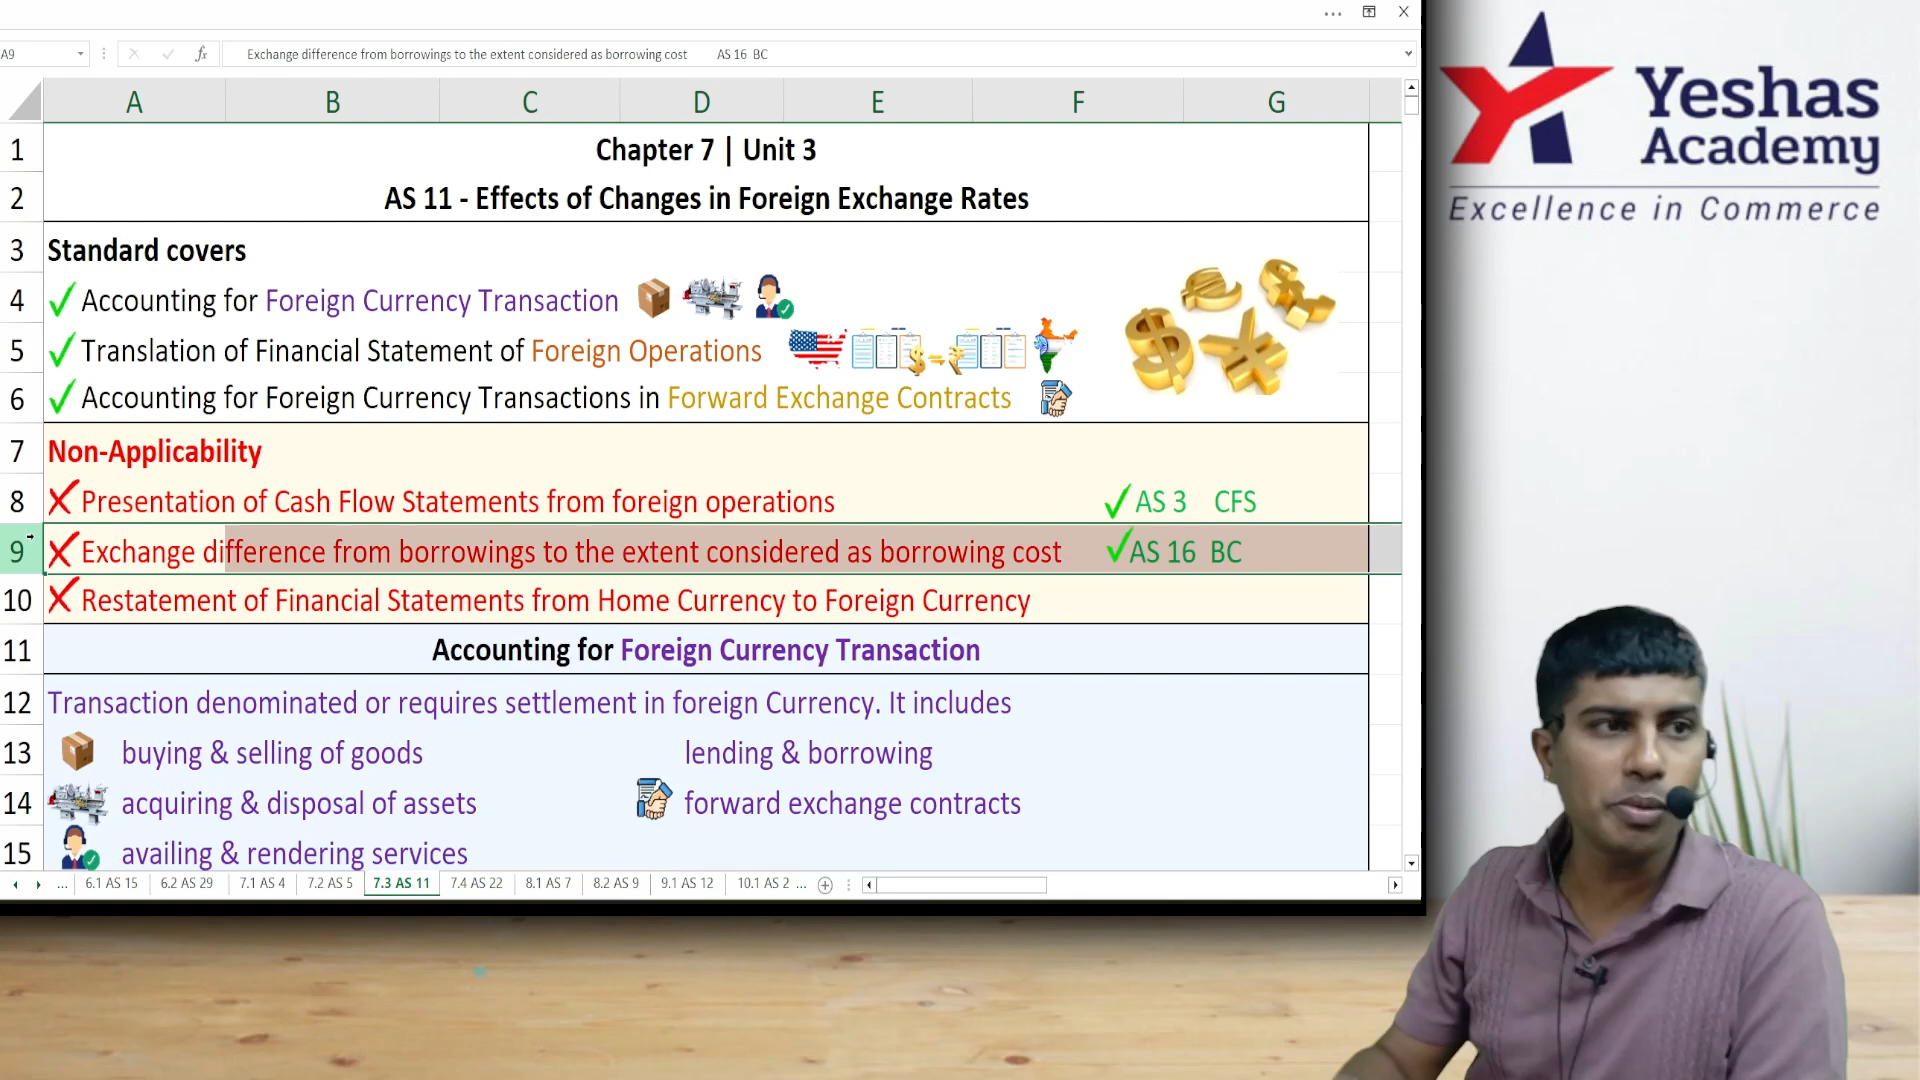 A9
fx
Exchange difference from borrowings to the extent considered as borrowing cost AS 16 BC
A B C D E F G
1 Chapter 7 | Unit 3
2 AS 11 - Effects of Changes in Foreign Exchange Rates
3 Standard covers
4 Accounting for Foreign Currency Transaction
5 Translation of Financial Statement of Foreign Operations
6 Accounting for Foreign Currency Transactions in Forward Exchange Contracts
7 Non-Applicability
8 Presentation of Cash Flow Statements from foreign operations AS 3 CFS
9 Exchange difference from borrowings to the extent considered as borrowing cost AS 16 BC
10 Restatement of Financial Statements from Home Currency to Foreign Currency
11 Accounting for Foreign Currency Transaction
12 Transaction denominated or requires settlement in foreign Currency. It includes
13 buying & selling of goods lending & borrowing
14 acquiring & disposal of assets forward exchange contracts
15 availing & rendering services
... 6.1 AS 15 6.2 AS 29 7.1 AS 4 7.2 AS 5 7.3 AS 11 7.4 AS 22 8.1 AS 7 8.2 AS 9 9.1 AS 12 10.1 AS 2 ...
Yeshas
Academy
Excellence in Commerce